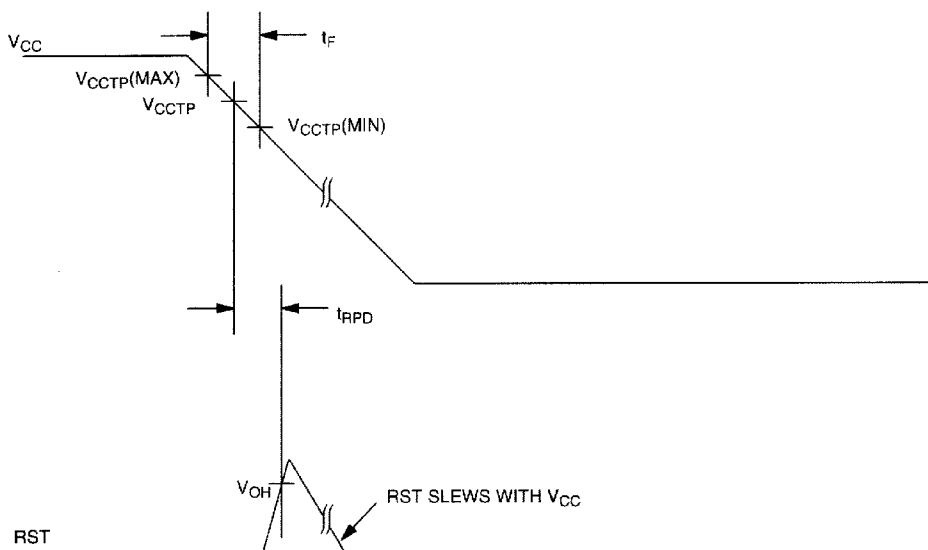 t_F
V_CC
V_CCTP(MAX)
V_CCTP
V_CCTP(MIN)
t_RPD
V_OH
RST SLEWS WITH V_CC
RST